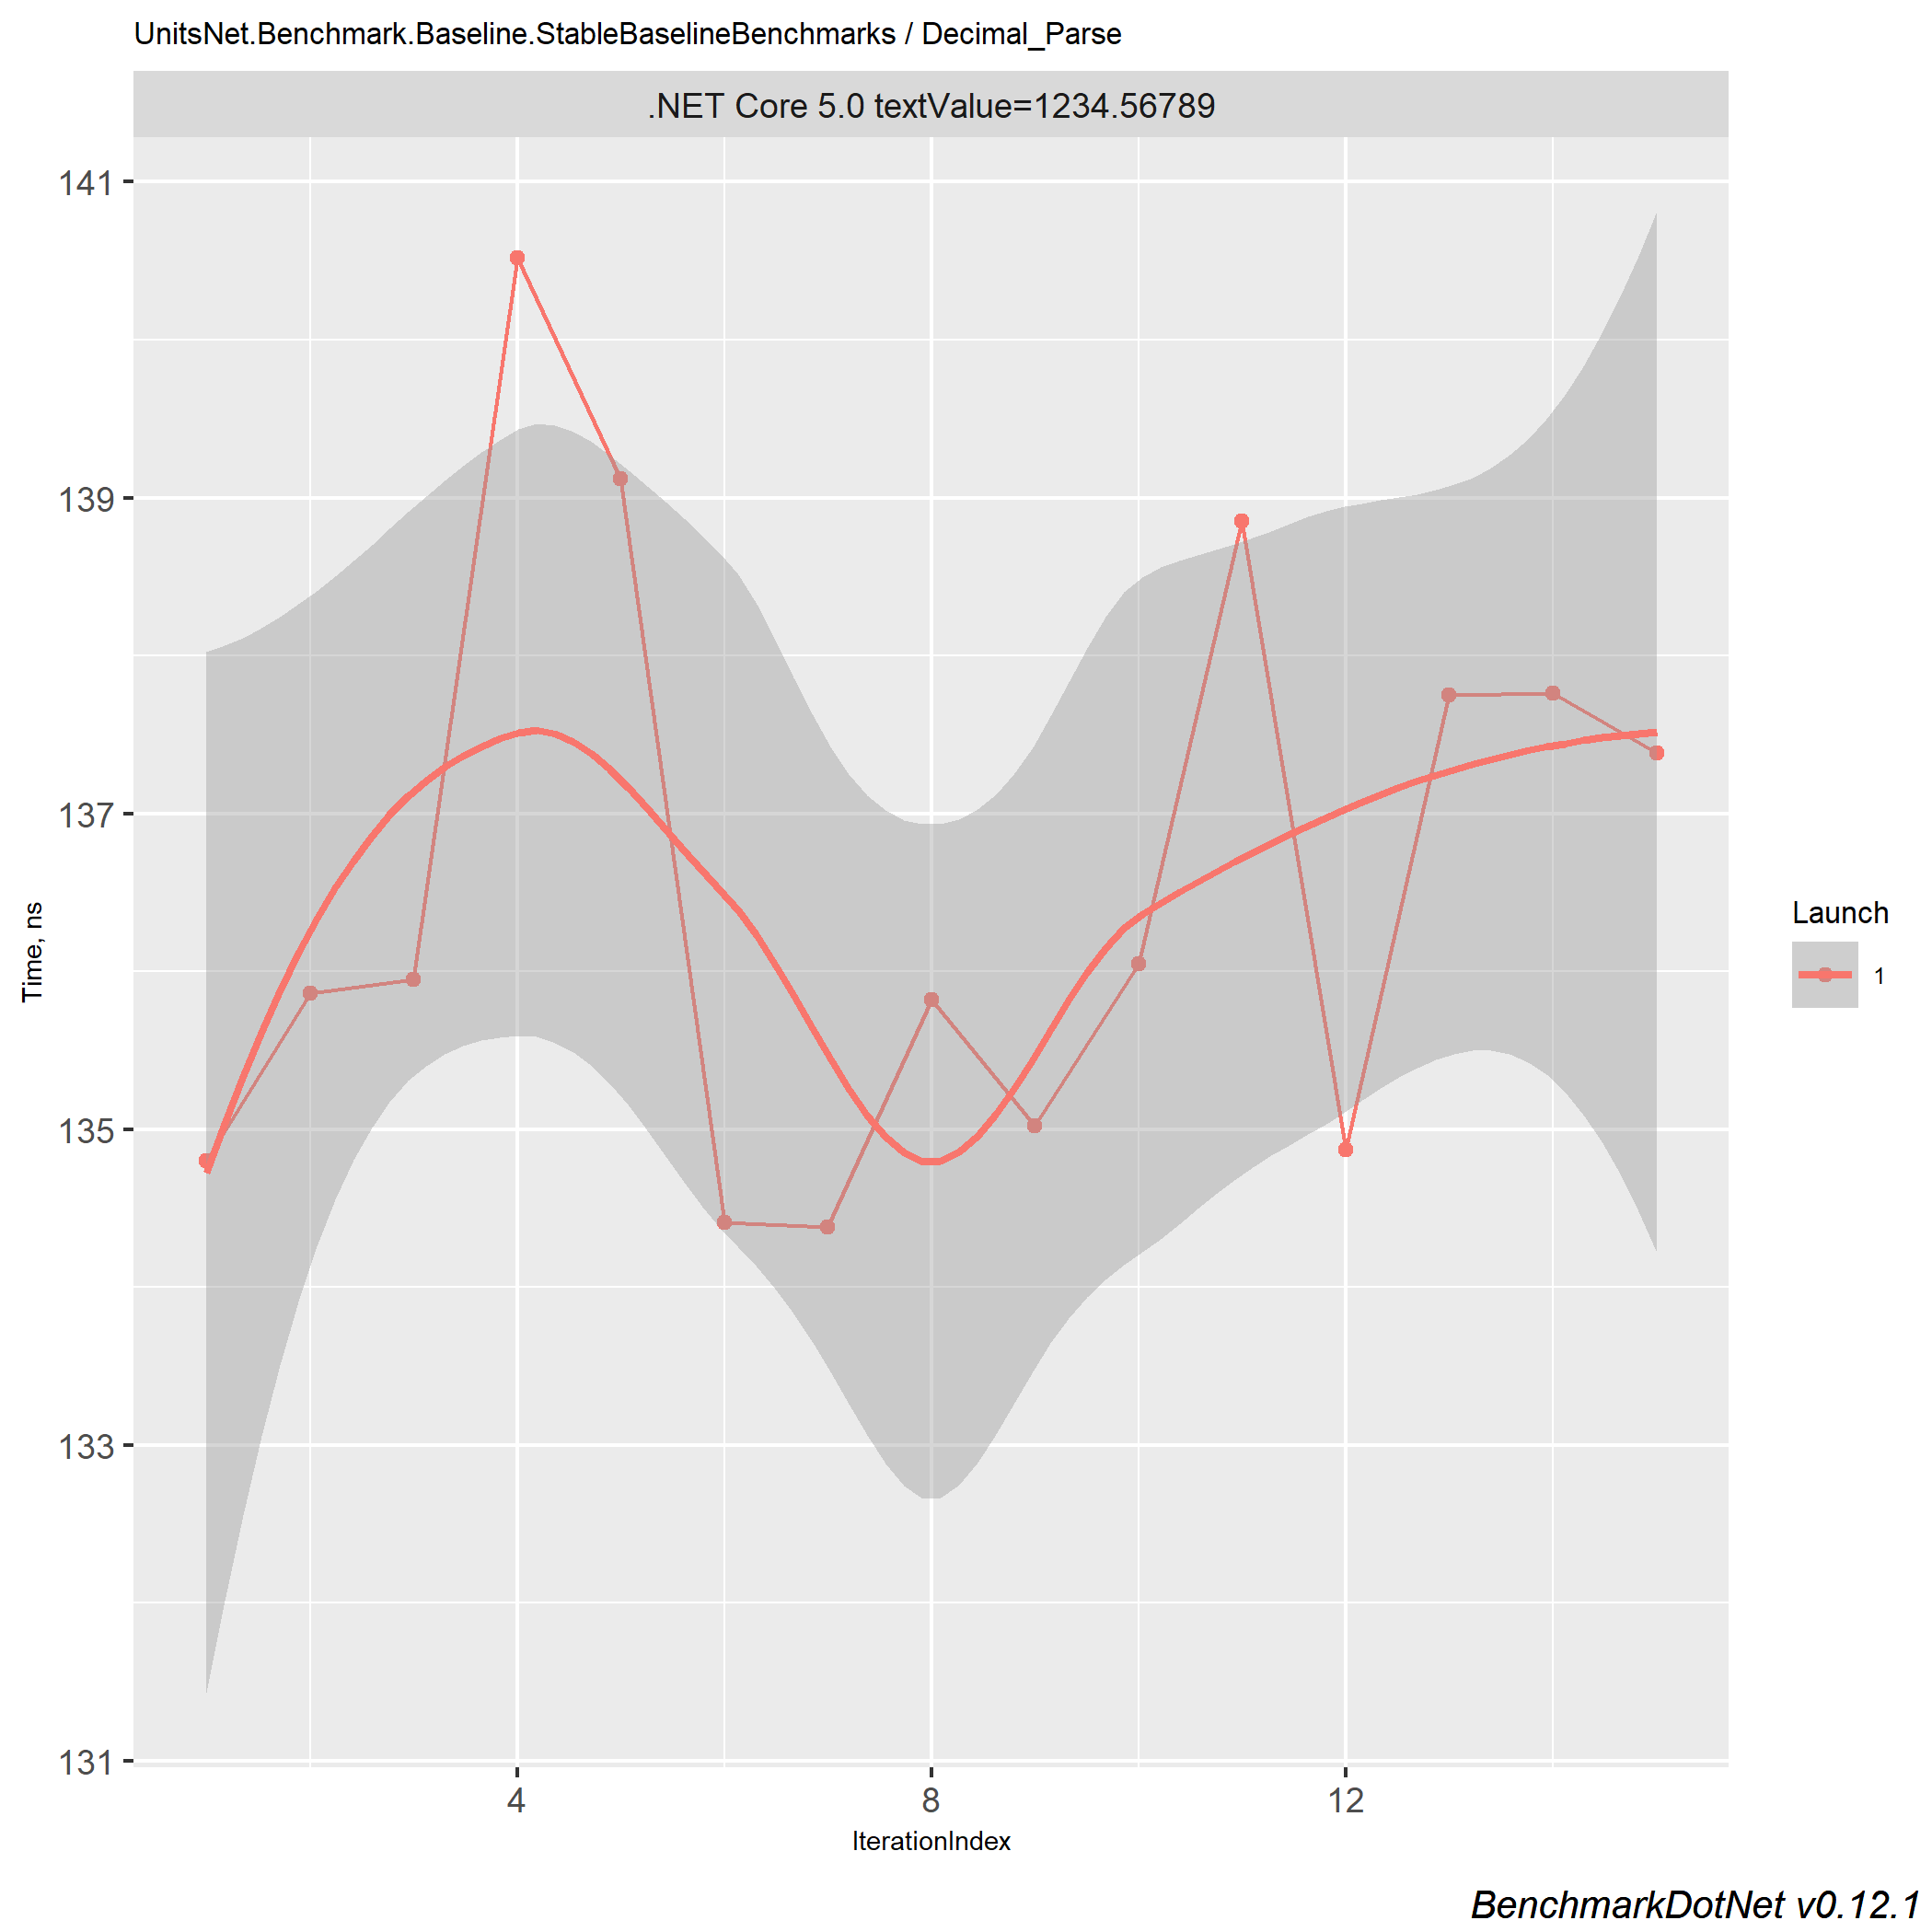 UnitsNet.Benchmark.Baseline.StableBaselineBenchmarks / Decimal_Parse
.NET Core 5.0 textValue=1234.56789
141
139
137
135
133
131
Time, ns
4 8 12
IterationIndex
Launch
1
BenchmarkDotNet v0.12.1